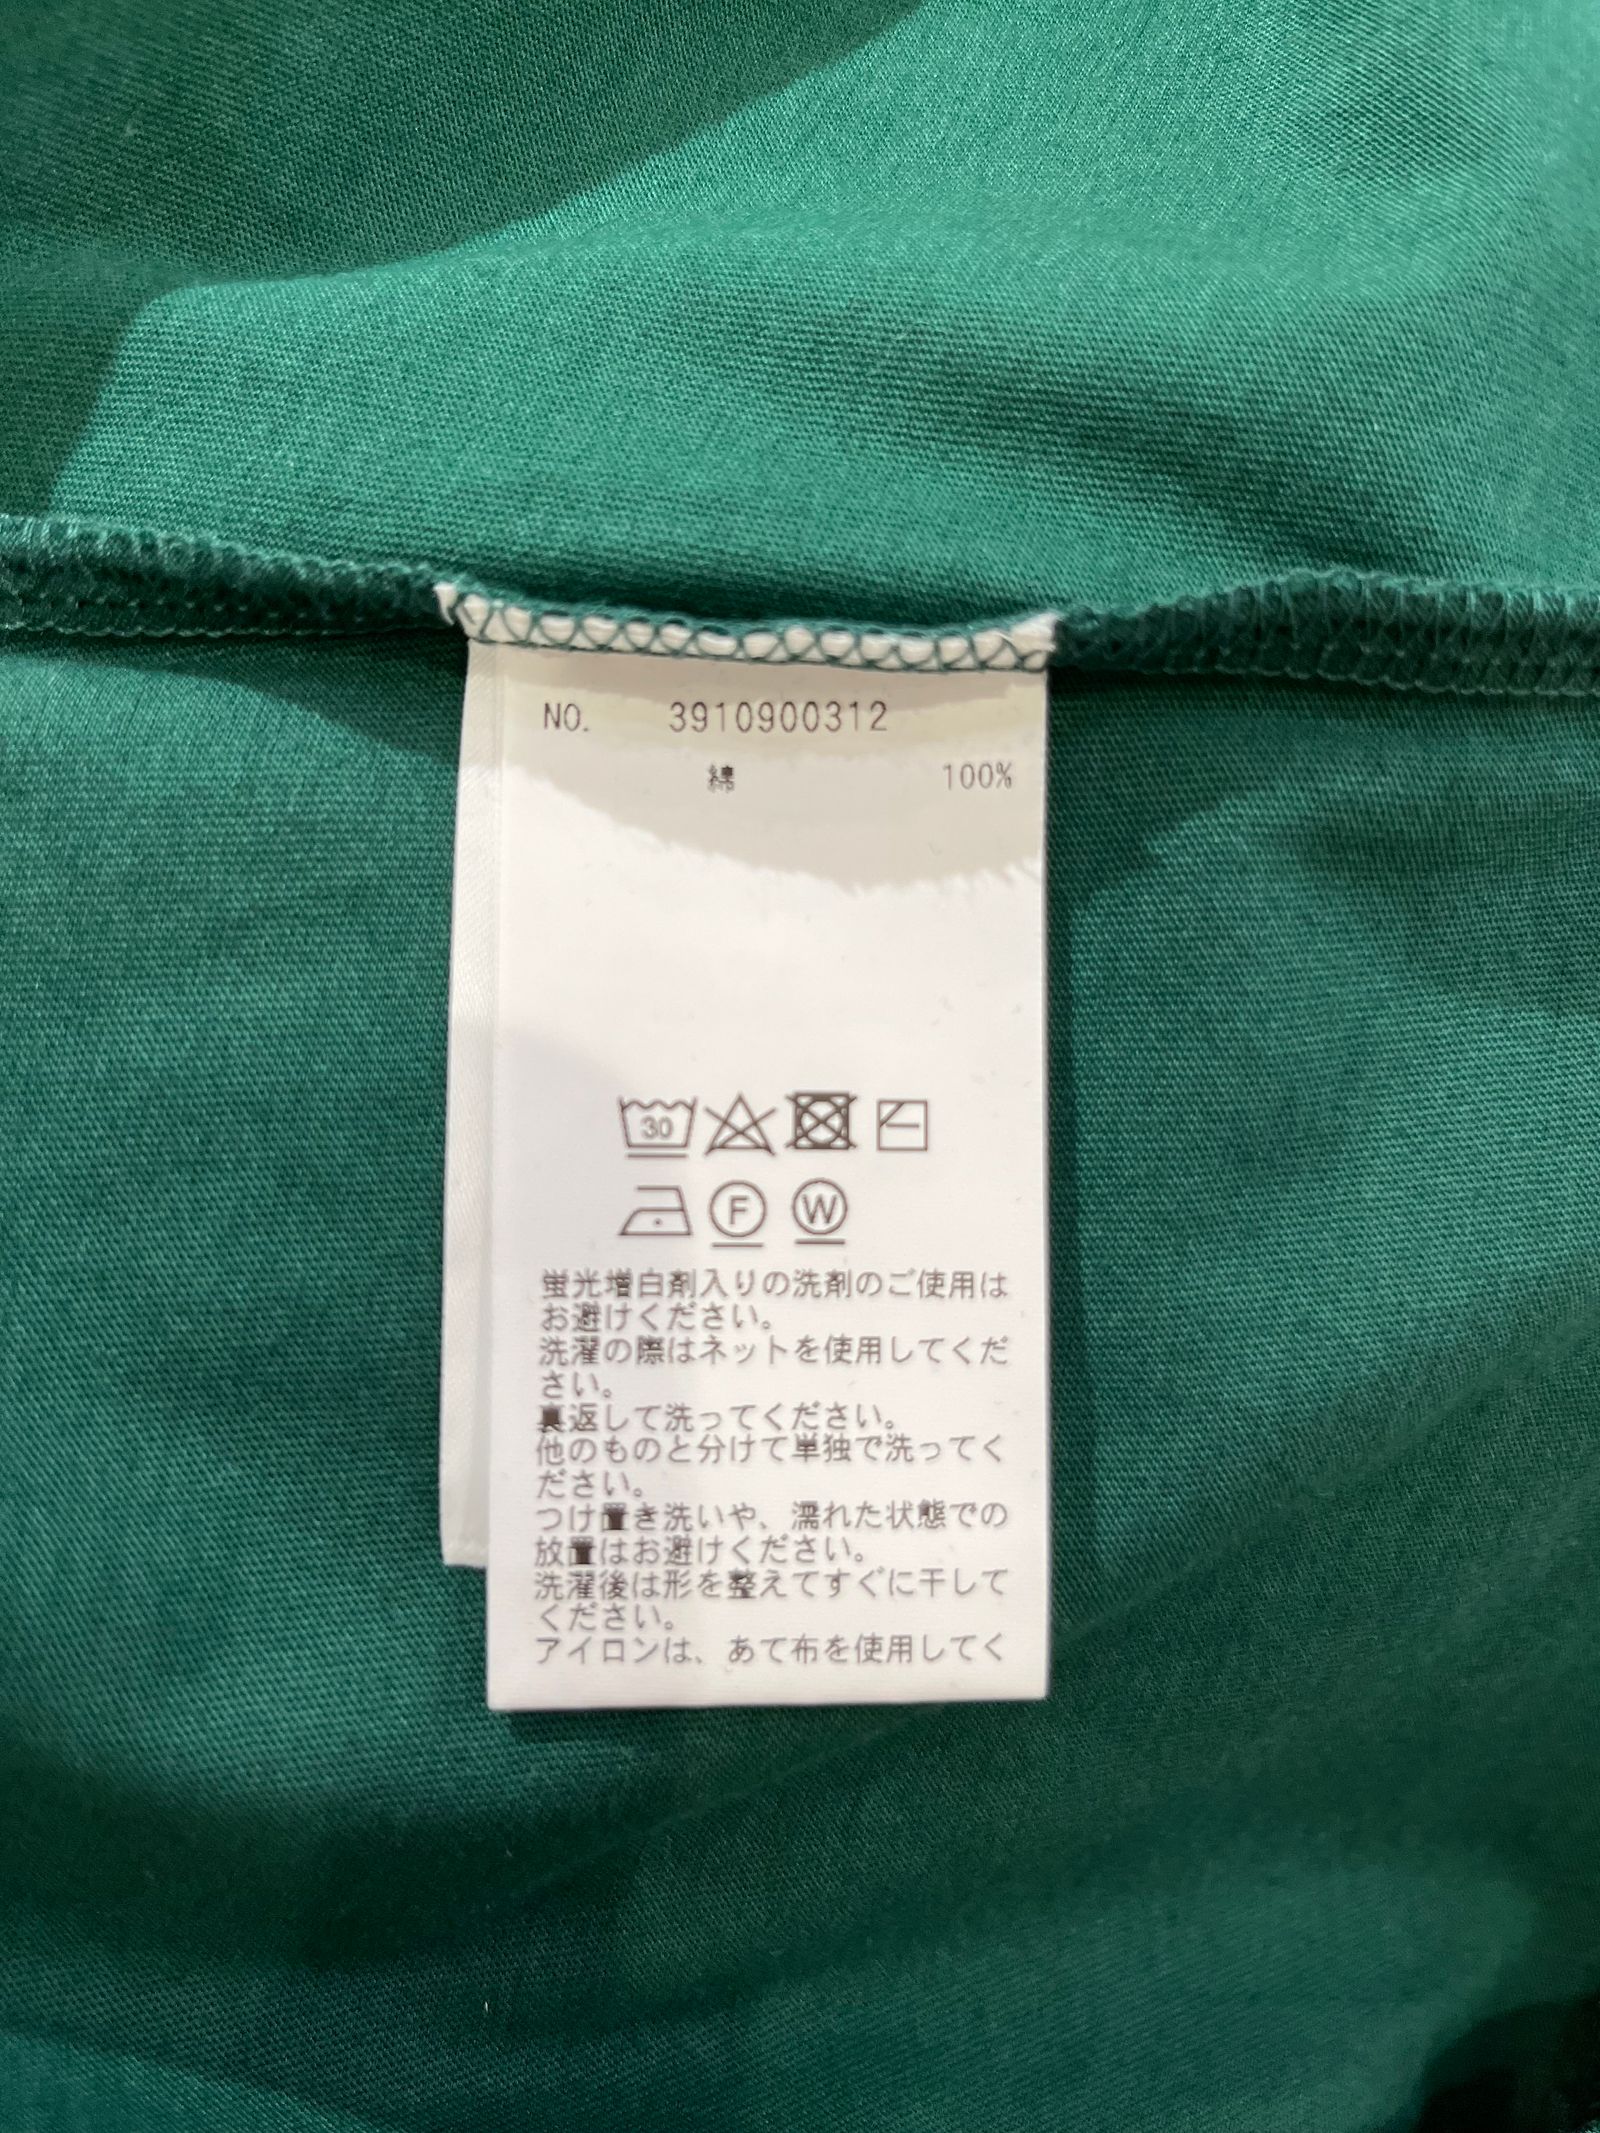 NO. 3910900312
綿 100%
30
F W
蛍光増白剤入りの洗剤のご使用は
お避けください。
洗濯の際はネットを使用してくだ
さい。
裏返して洗ってください。
他のものと分けて単独で洗ってく
ださい。
つけ置き洗いや、濡れた状態での
放置はお避けください。
洗濯後は形を整えてすぐに干して
ください。
アイロンは、あて布を使用してく